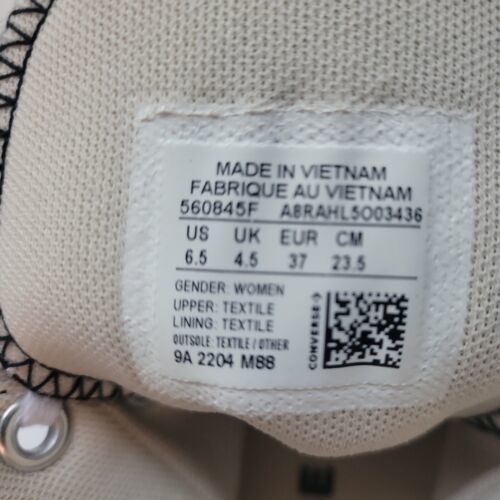 MADE IN VIETNAM
FABRIQUE AU VIETNAM
560845F A8RAHL5O03436
US UK EUR CM
6.5 4.5 37 23.5
GENDER: WOMEN
UPPER: TEXTILE
LINING: TEXTILE
OUTSOLE: TEXTILE / OTHER
9A 2204 M88
CONVERSE
E